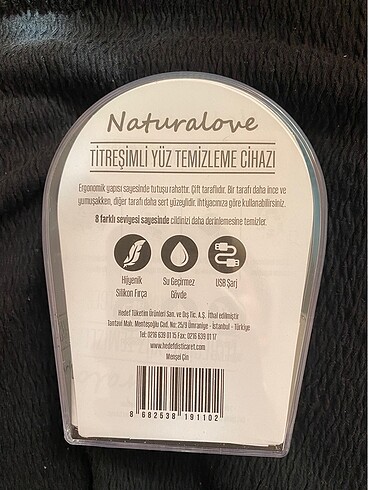 Naturalove
TİTREŞİMLİ YÜZ TEMİZLEME CİHAZI
Ergonomik yapısı sayesinde tutuşu rahattır. Çift taraflıdır. Bir tarafı daha ince ve
yumuşakken, diğer tarafı daha sert yüzeylidir. ihtiyacınıza göre kullanabilirsiniz.
8 farklı seviyesi sayesinde cildinizi daha derinlemesine temizler.
Hijyenik Su Geçirmez USB Şarj
Silikon Fırça Gövde
Hedef Tüketim Ürünleri San. ve Dış Tic. A.Ş. İthal edilmiştir
Tantavi Mah. Menteşoğlu Cad. No: 25/9 Ümraniye - İstanbul - Türkiye
Tel: 0216 639 01 15 Fax: 0216 639 01 17
www.hedefdisticaret.com
Menşei Çin
8 682538 191102